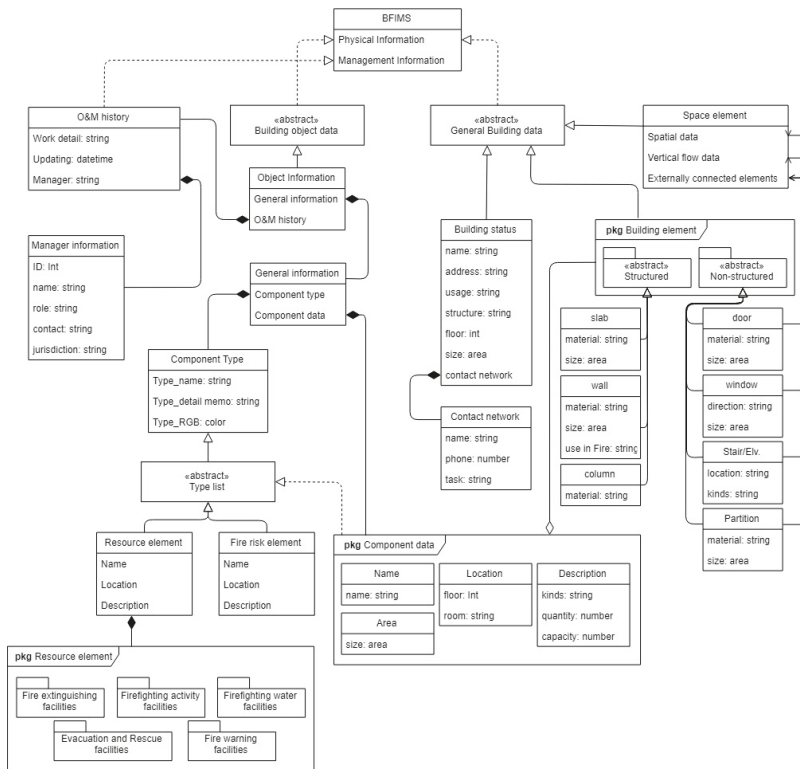 BFIMS
Physical Information
Management Information
O&M history
Work detail: string
Updating: datetime
Manager: string
«abstract»
Building object data
«abstract»
General Building data
Space element
Spatial data
Vertical flow data
Externally connected elements
Object Information
General information
O&M history
Manager information
ID: Int
name: string
role: string
contact: string
jurisdiction: string
General information
Component type
Component data
Building status
name: string
address: string
usage: string
structure: string
floor: int
size: area
contact network
pkg Building element
«abstract»
Structured
«abstract»
Non-structured
slab
material: string
size: area
wall
material: string
size: area
use in Fire: string
column
material: string
door
material: string
size: area
window
direction: string
size: area
Stair/Elv.
location: string
kinds: string
Partition
material: string
size: area
Component Type
Type_name: string
Type_detail memo: string
Type_RGB: color
Contact network
name: string
phone: number
task: string
«abstract»
Type list
Resource element
Name
Location
Description
Fire risk element
Name
Location
Description
pkg Component data
Name
name: string
Area
size: area
Location
floor: Int
room: string
Description
kinds: string
quantity: number
capacity: number
pkg Resource element
Fire extinguishing
facilities
Firefighting activity
facilities
Firefighting water
facilities
Evacuation and Rescue
facilities
Fire warning
facilities